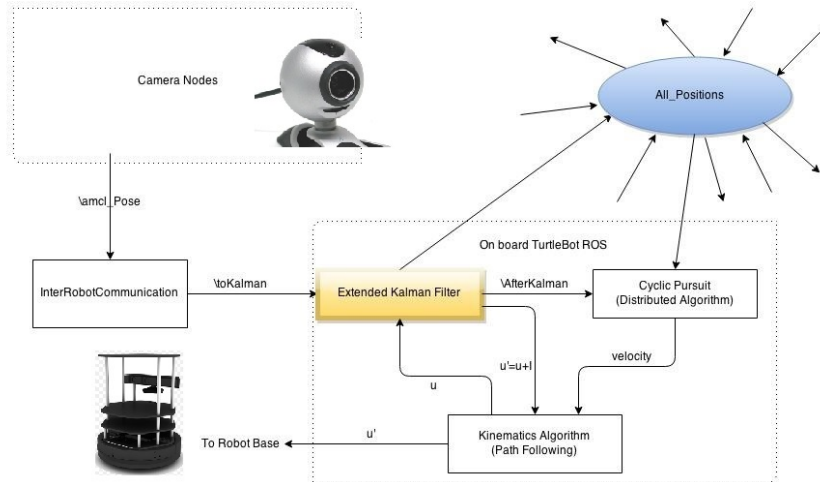 Camera Nodes
All_Positions
\amcl_Pose
On board TurtleBot ROS
InterRobotCommunication
\toKalman
Extended Kalman Filter
\AfterKalman
Cyclic Pursuit
(Distributed Algorithm)
velocity
u
u'=u+l
Kinematics Algorithm
(Path Following)
u'
To Robot Base